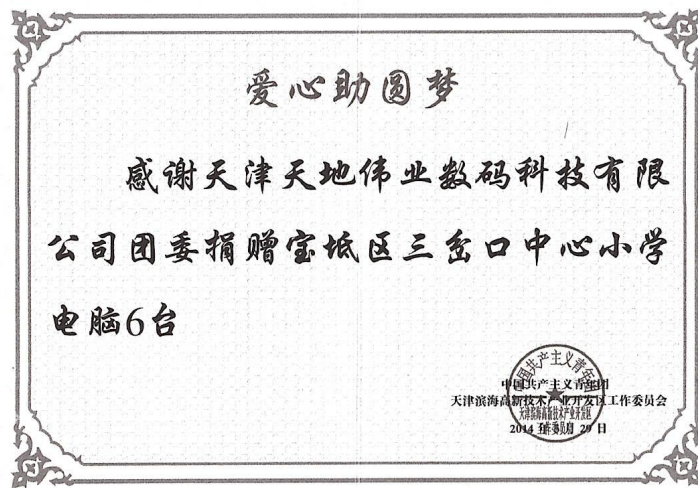 爱心助圆梦
感谢天津天地伟业数码科技有限
公司团委捐赠宝坻区三岔口中心小学
电脑6台
中国共产主义青年团
天津滨海高新技术产业开发区工作委员会
2014年 29日